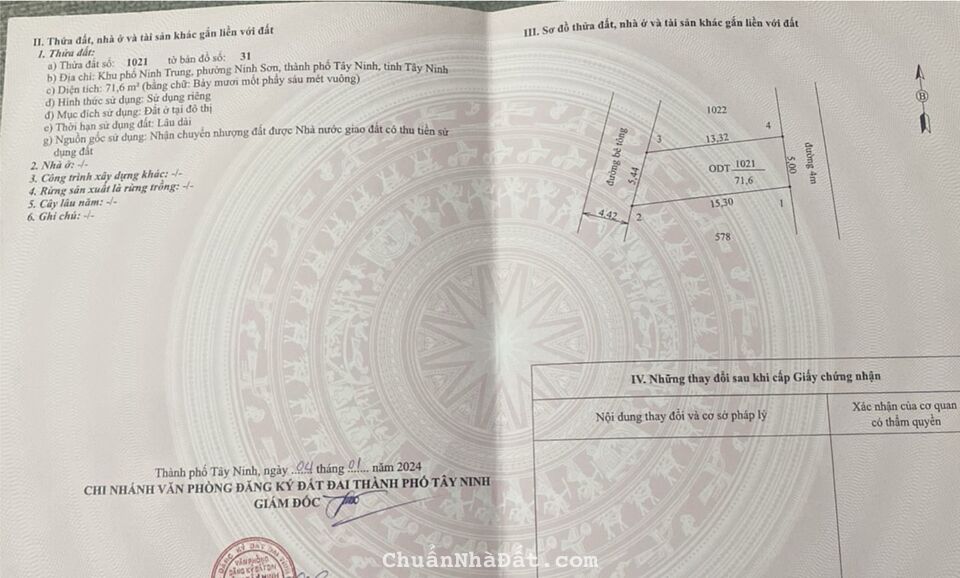 II. Thửa đất, nhà ở và tài sản khác gắn liền với đất
1. Thửa đất:
a) Thửa đất số: 1021 tờ bản đồ số: 31
b) Địa chỉ: Khu phố Ninh Trung, phường Ninh Sơn, thành phố Tây Ninh, tỉnh Tây Ninh
c) Diện tích: 71,6 m² (bằng chữ: Bảy mươi mốt phẩy sáu mét vuông)
d) Hình thức sử dụng: Sử dụng riêng
đ) Mục đích sử dụng: Đất ở tại đô thị
e) Thời hạn sử dụng đất: Lâu dài
g) Nguồn gốc sử dụng: Nhận chuyển nhượng đất được Nhà nước giao đất có thu tiền sử
dụng đất
2. Nhà ở: -/-
3. Công trình xây dựng khác: -/-
4. Rừng sản xuất là rừng trồng: -/-
5. Cây lâu năm: -/-
6. Ghi chú: -/-
Thành phố Tây Ninh, ngày 04 tháng 01 năm 2024
CHI NHÁNH VĂN PHÒNG ĐĂNG KÝ ĐẤT ĐAI THÀNH PHỐ TÂY NINH
GIÁM ĐỐC
VĂN PHÒNG
III. Sơ đồ thửa đất, nhà ở và tài sản khác gắn liền với đất
B
1022
4
3
13,32
đường bê tông
5,44
ODT 1021
71,6
5,00
đường 4m
15,30
1
4,42
2
578
IV. Những thay đổi sau khi cấp Giấy chứng nhận
Nội dung thay đổi và cơ sở pháp lý
Xác nhận của cơ quan
có thẩm quyền
ChuẩnNhàĐất.com